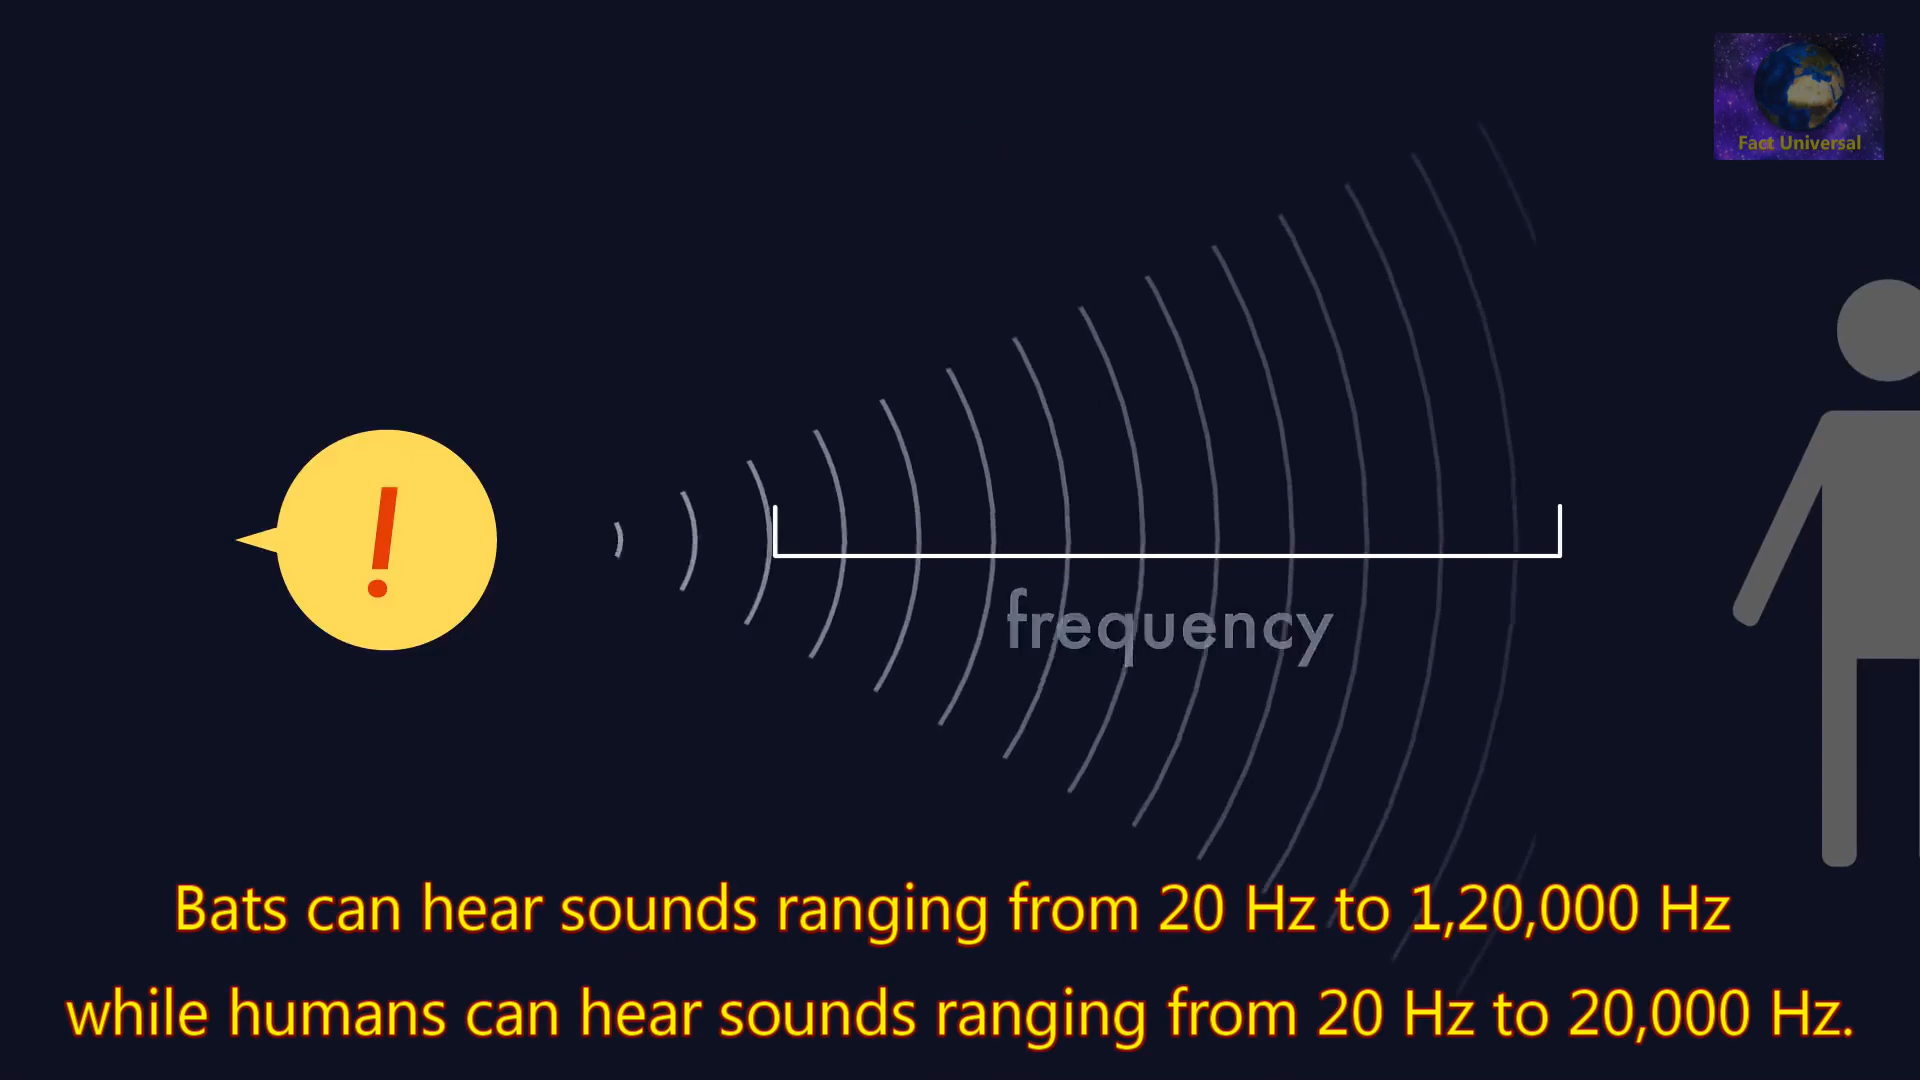 Fact Universal
!
frequency
Bats can hear sounds ranging from 20 Hz to 1,20,000 Hz
while humans can hear sounds ranging from 20 Hz to 20,000 Hz.